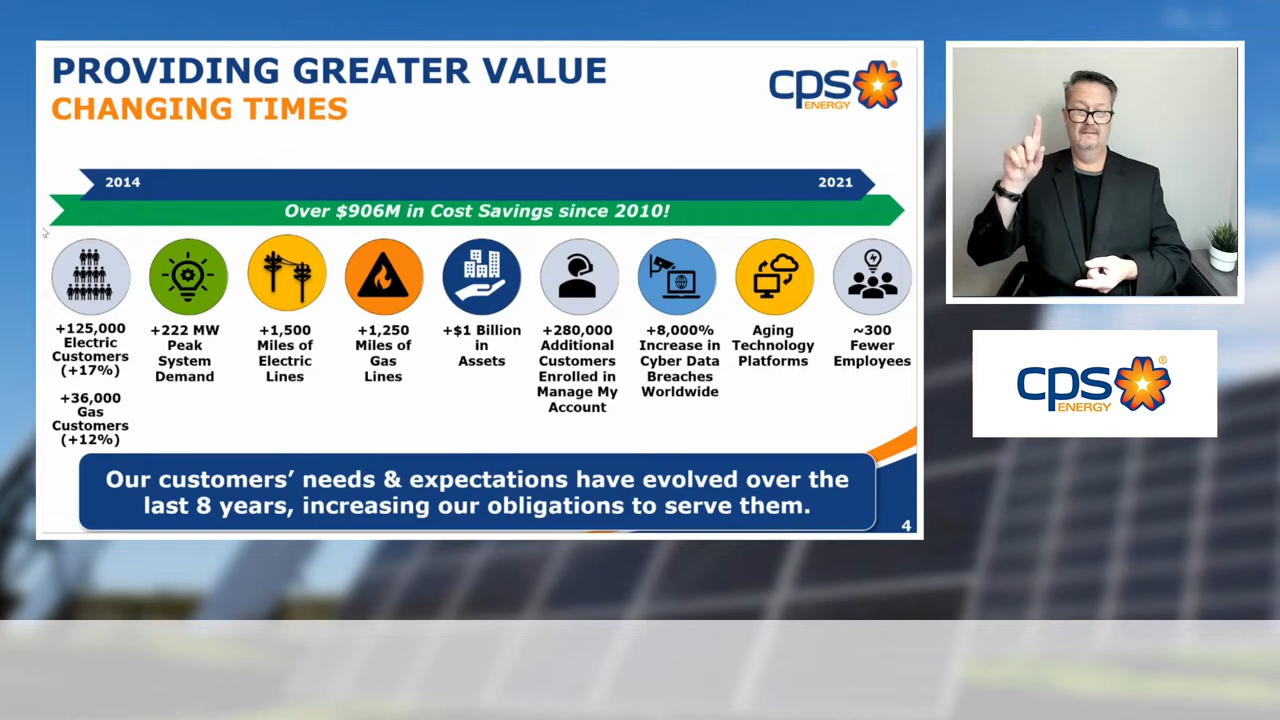 PROVIDING GREATER VALUE
CHANGING TIMES
cps
ENERGY
®
2014
2021
Over $906M in Cost Savings since 2010!
+125,000
Electric
Customers
(+17%)
+36,000
Gas
Customers
(+12%)
+222 MW
Peak
System
Demand
+1,500
Miles of
Electric
Lines
+1,250
Miles of
Gas
Lines
+$1 Billion
in
Assets
+280,000
Additional
Customers
Enrolled in
Manage My
Account
+8,000%
Increase in
Cyber Data
Breaches
Worldwide
Aging
Technology
Platforms
~300
Fewer
Employees
Our customers’ needs & expectations have evolved over the
last 8 years, increasing our obligations to serve them.
4
cps
ENERGY
®